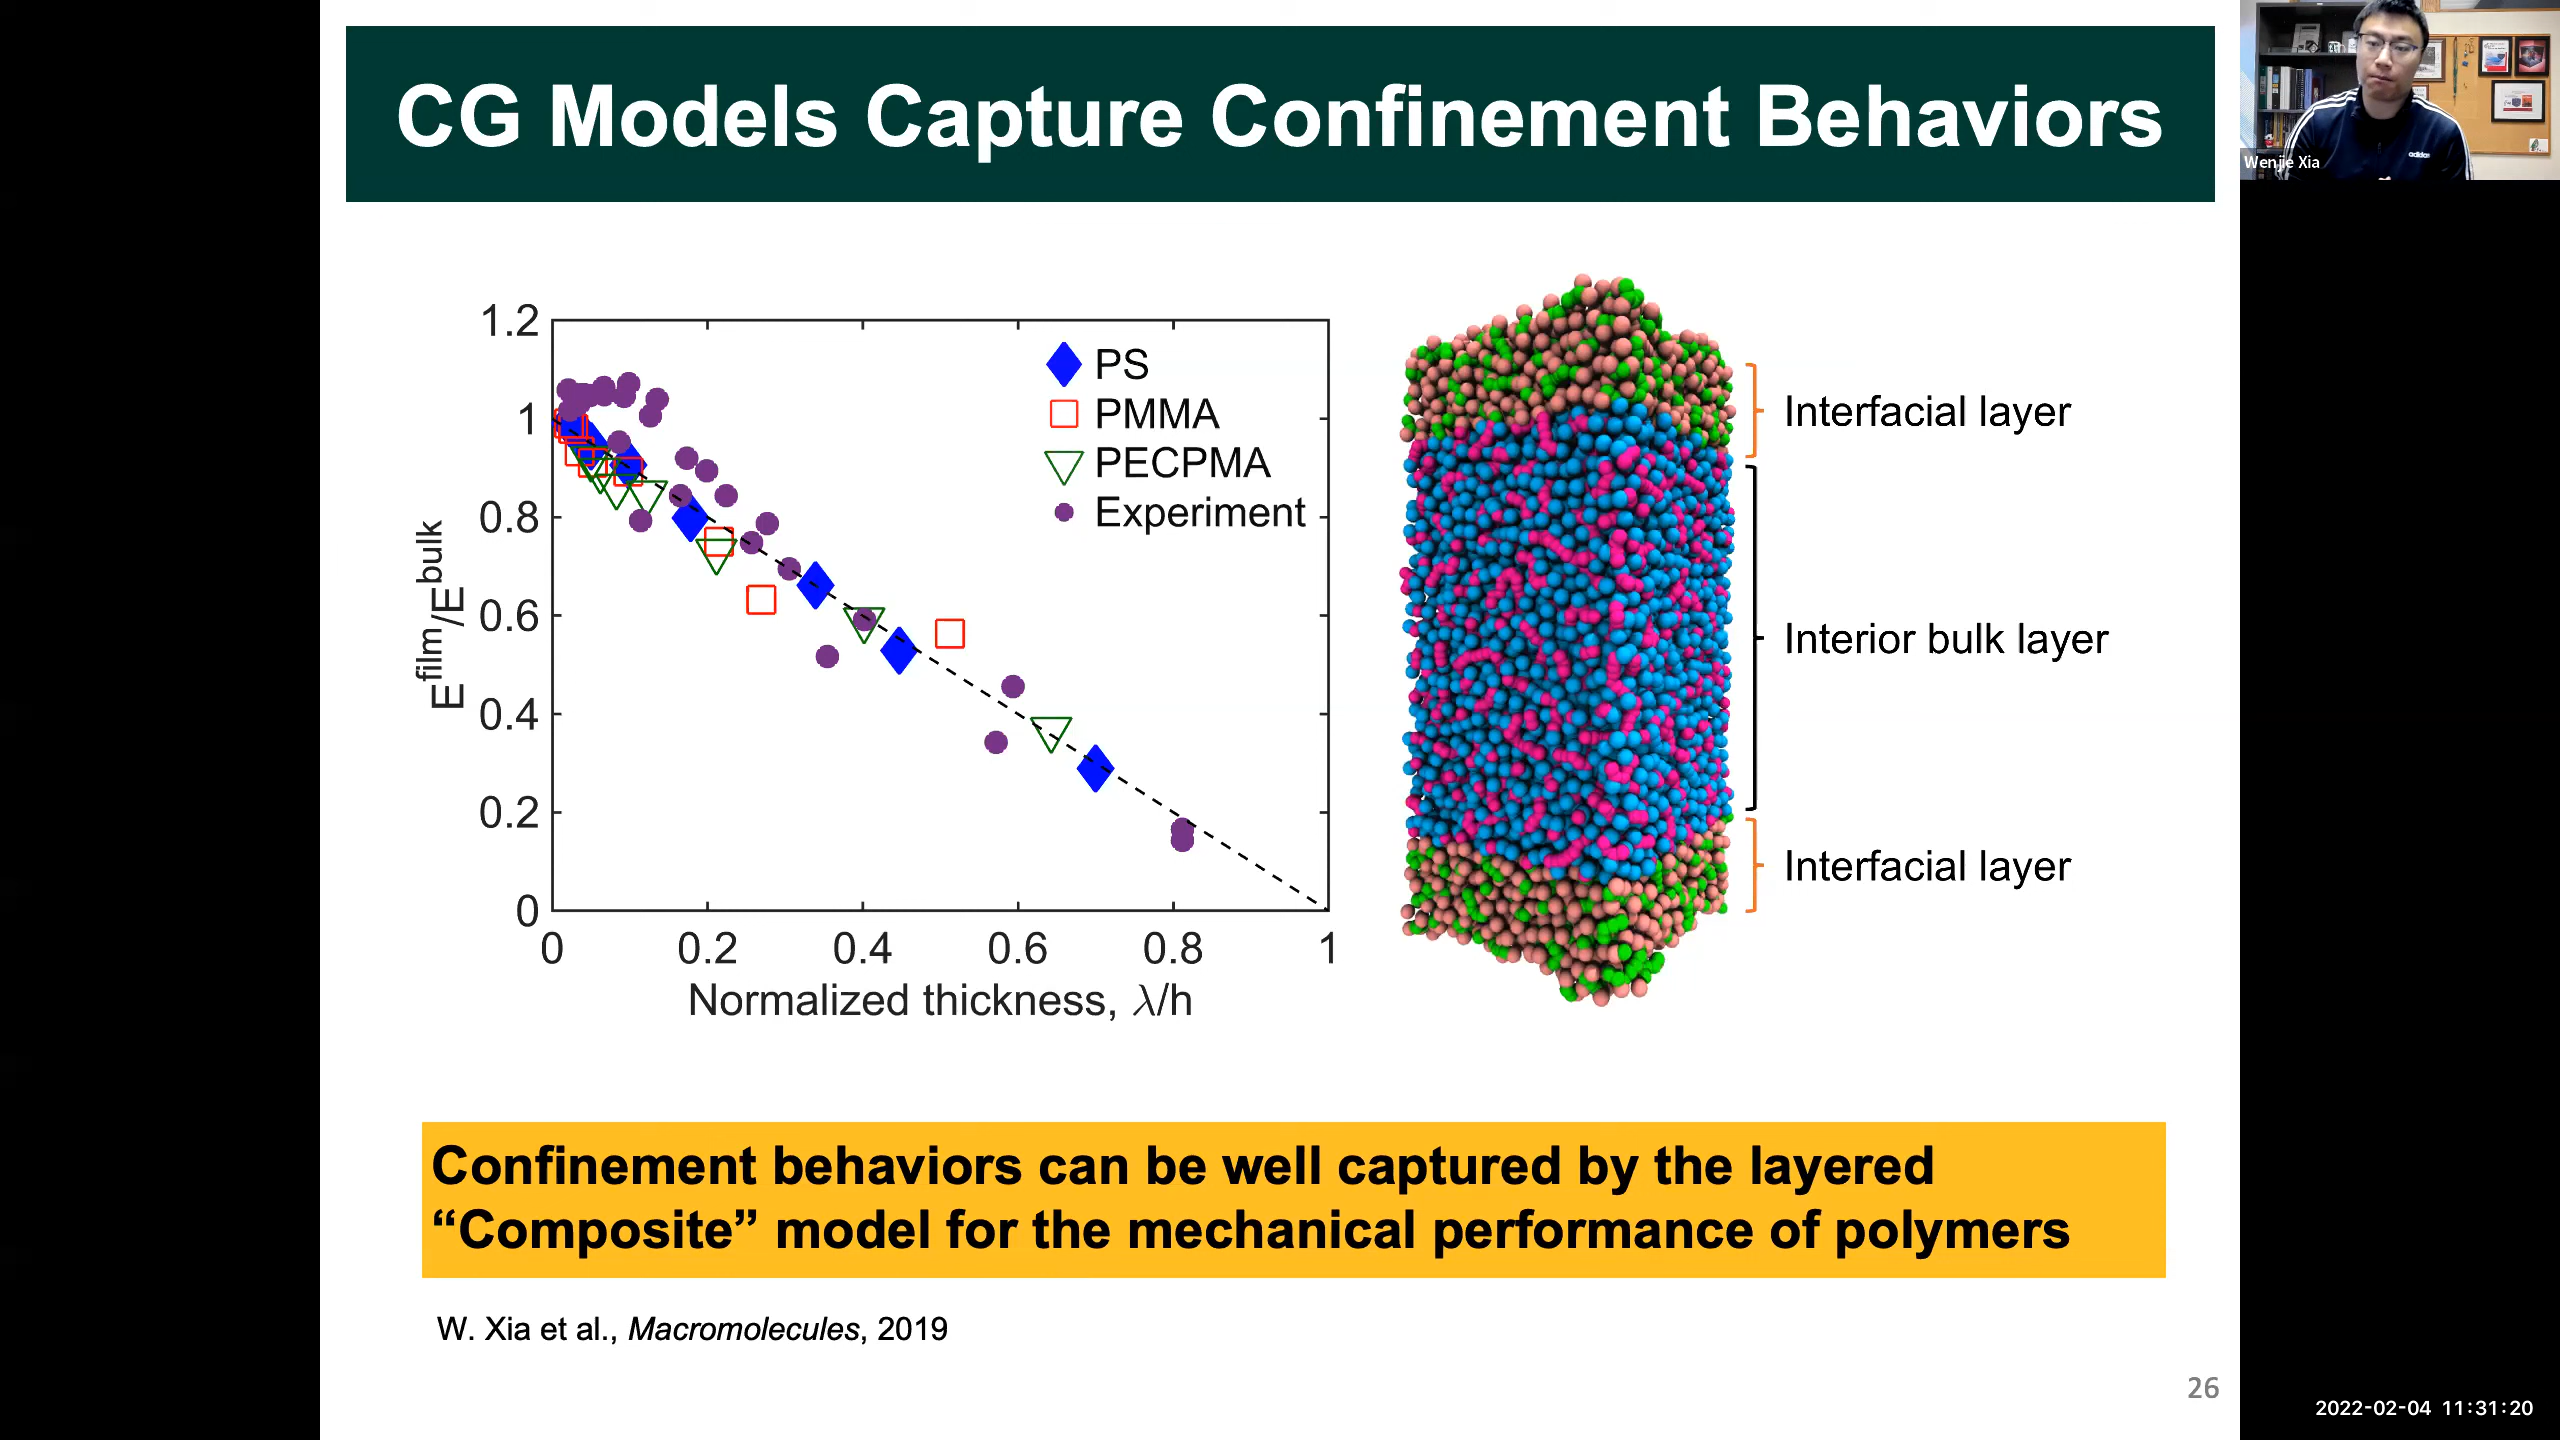 CG Models Capture Confinement Behaviors
Wenjie Xia
adidas
1.2
1
0.8
0.6
0.4
0.2
0
E^film/E^bulk
PS
PMMA
PECPMA
Experiment
0 0.2 0.4 0.6 0.8 1
Normalized thickness, λ/h
Interfacial layer
Interior bulk layer
Interfacial layer
Confinement behaviors can be well captured by the layered
“Composite” model for the mechanical performance of polymers
W. Xia et al., Macromolecules, 2019
26
2022-02-04 11:31:20